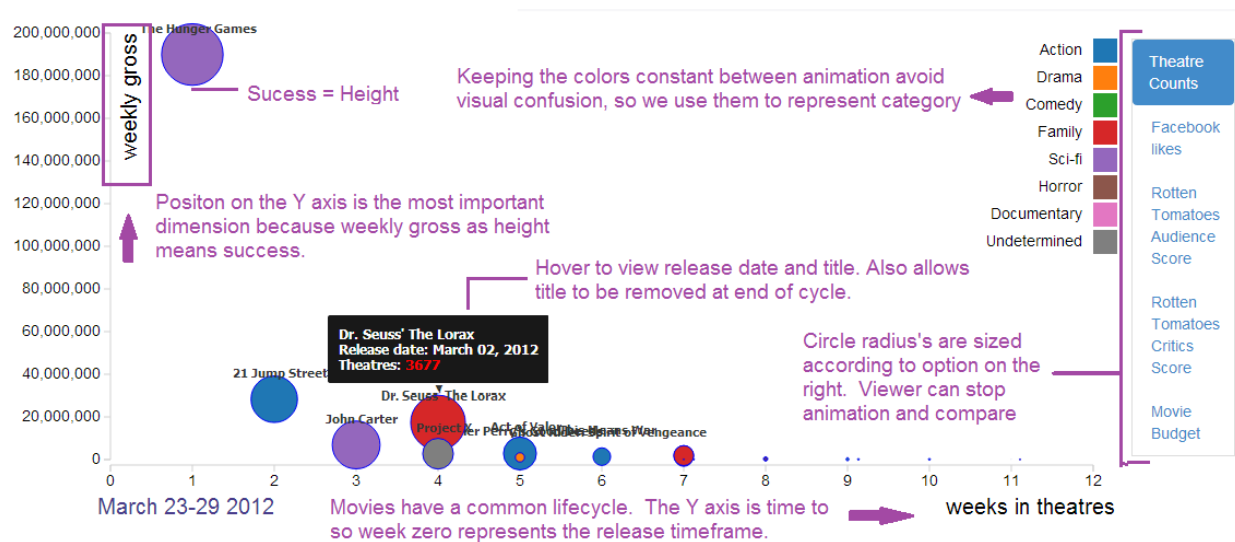 200,000,000
180,000,000
160,000,000
140,000,000
120,000,000
100,000,000
80,000,000
60,000,000
40,000,000
20,000,000
0
weekly gross
The Hunger Games
Sucess = Height
Keeping the colors constant between animation avoid
visual confusion, so we use them to represent category
Action
Drama
Comedy
Family
Sci-fi
Horror
Documentary
Undetermined
Theatre
Counts
Facebook
likes
Rotten
Tomatoes
Audience
Score
Rotten
Tomatoes
Critics
Score
Movie
Budget
Positon on the Y axis is the most important
dimension because weekly gross as height
means success.
Hover to view release date and title. Also allows
title to be removed at end of cycle.
Dr. Seuss' The Lorax
Release date: March 02, 2012
Theatres: 3677
Circle radius's are sized
according to option on the
right. Viewer can stop
animation and compare
21 Jump Street
Dr. Seuss' The Lorax
John Carter
Project X
Act of Valor
Spirit of Vengeance
0 1 2 3 4 5 6 7 8 9 10 11 12
March 23-29 2012
Movies have a common lifecycle. The Y axis is time to
so week zero represents the release timeframe.
weeks in theatres